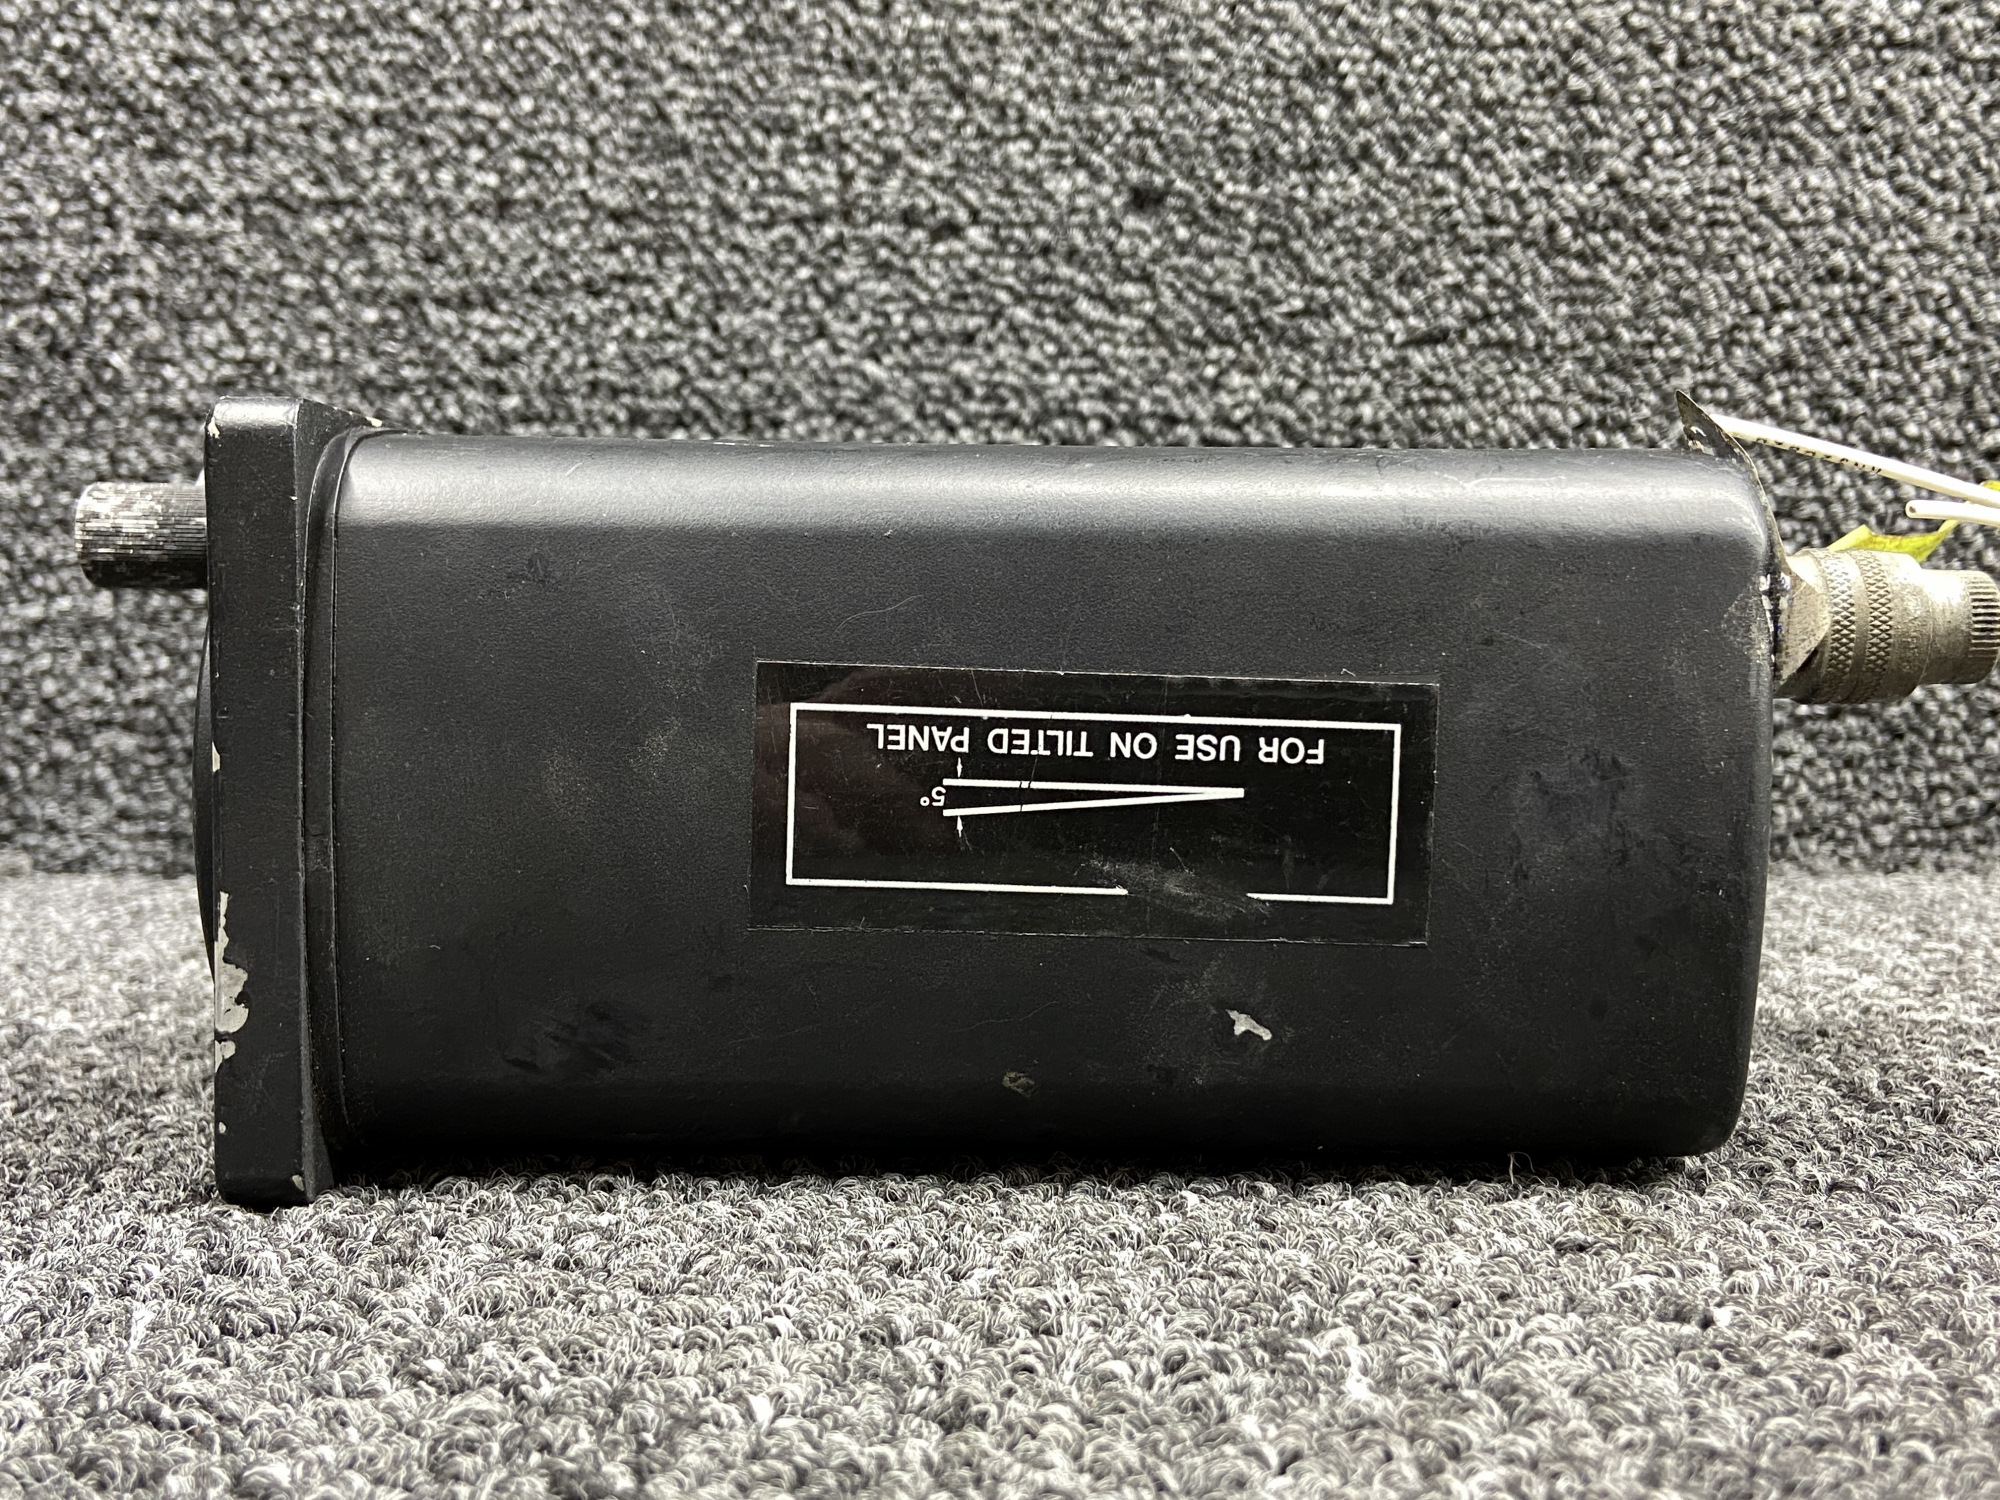 FOR USE ON TILTED PANEL
5°